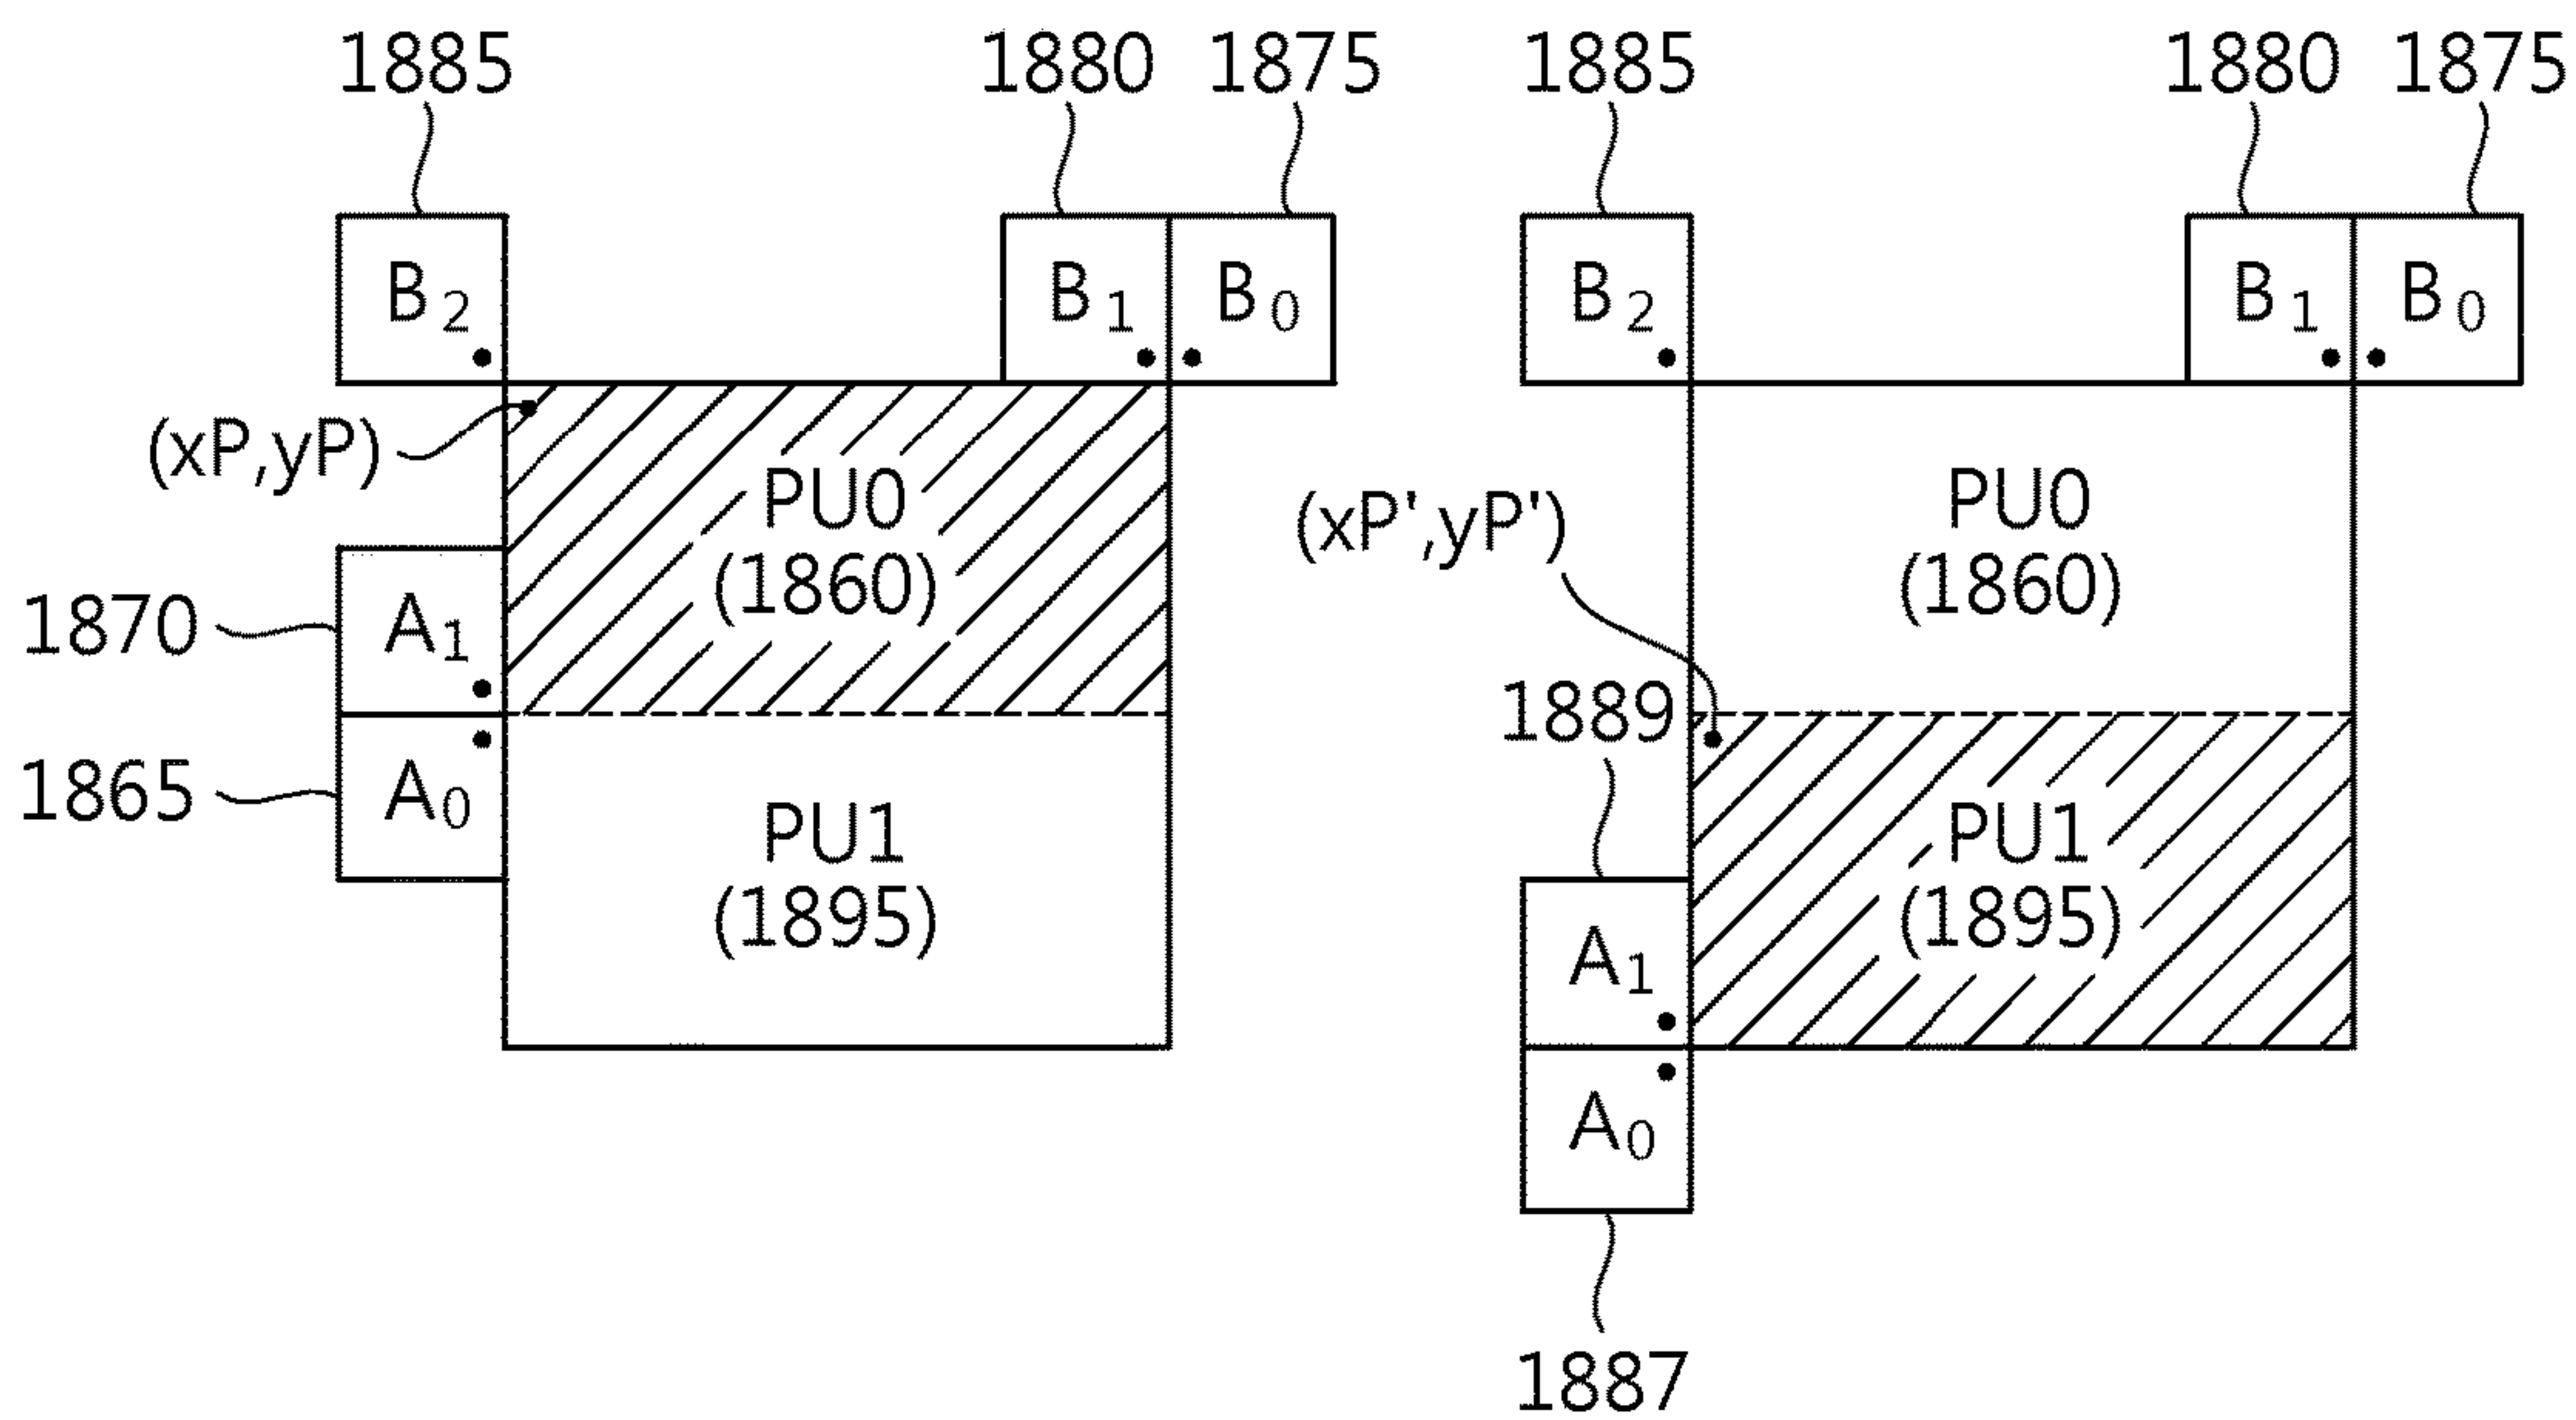 1885
1880
1875
B2
B1
B0
(xP,yP)
PU0
(1860)
1870
A1
1865
A0
PU1
(1895)
1885
1880
1875
B2
B1
B0
(xP',yP')
PU0
(1860)
1889
PU1
(1895)
A1
A0
1887